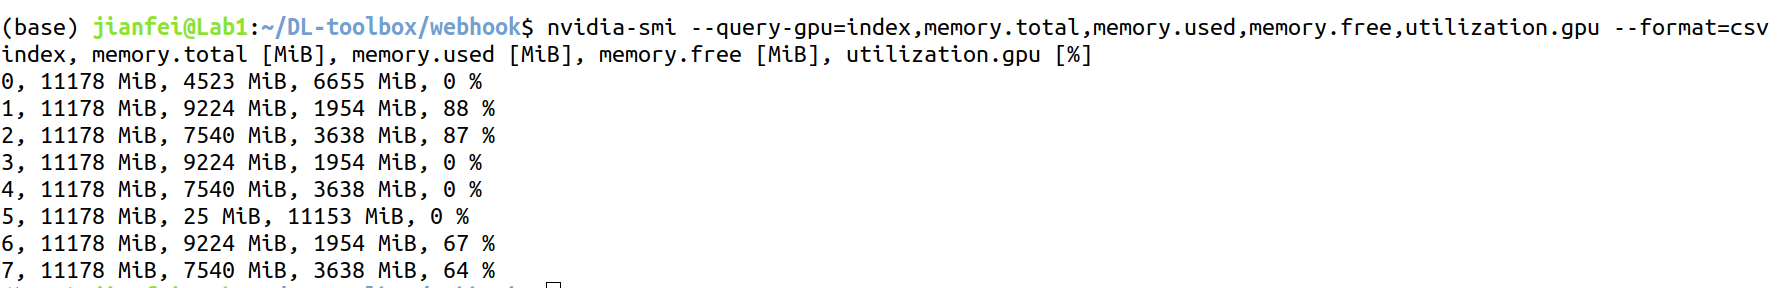 (base) jianfei@Lab1:~/DL-toolbox/webhook$ nvidia-smi --query-gpu=index,memory.total,memory.used,memory.free,utilization.gpu --format=csv
index, memory.total [MiB], memory.used [MiB], memory.free [MiB], utilization.gpu [%]
0, 11178 MiB, 4523 MiB, 6655 MiB, 0 %
1, 11178 MiB, 9224 MiB, 1954 MiB, 88 %
2, 11178 MiB, 7540 MiB, 3638 MiB, 87 %
3, 11178 MiB, 9224 MiB, 1954 MiB, 0 %
4, 11178 MiB, 7540 MiB, 3638 MiB, 0 %
5, 11178 MiB, 25 MiB, 11153 MiB, 0 %
6, 11178 MiB, 9224 MiB, 1954 MiB, 67 %
7, 11178 MiB, 7540 MiB, 3638 MiB, 64 %